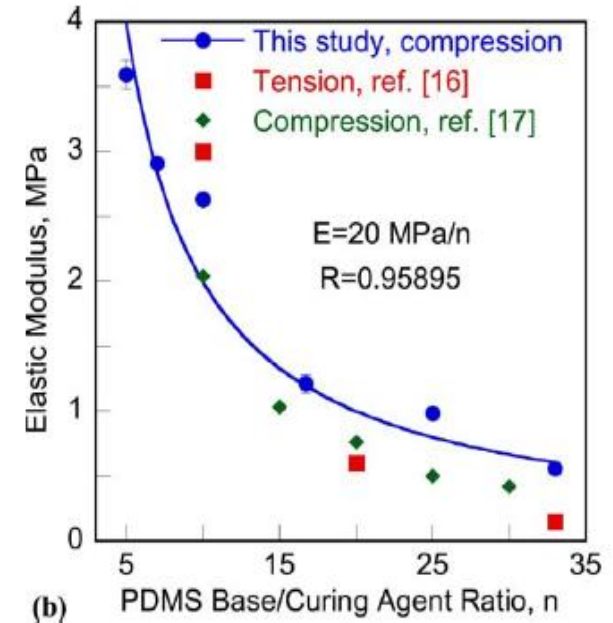 4
This study, compression
Tension, ref. [16]
Compression, ref. [17]
3
E=20 MPa/n
R=0.95895
2
1
0
Elastic Modulus, MPa
5 15 25 35
(b) PDMS Base/Curing Agent Ratio, n